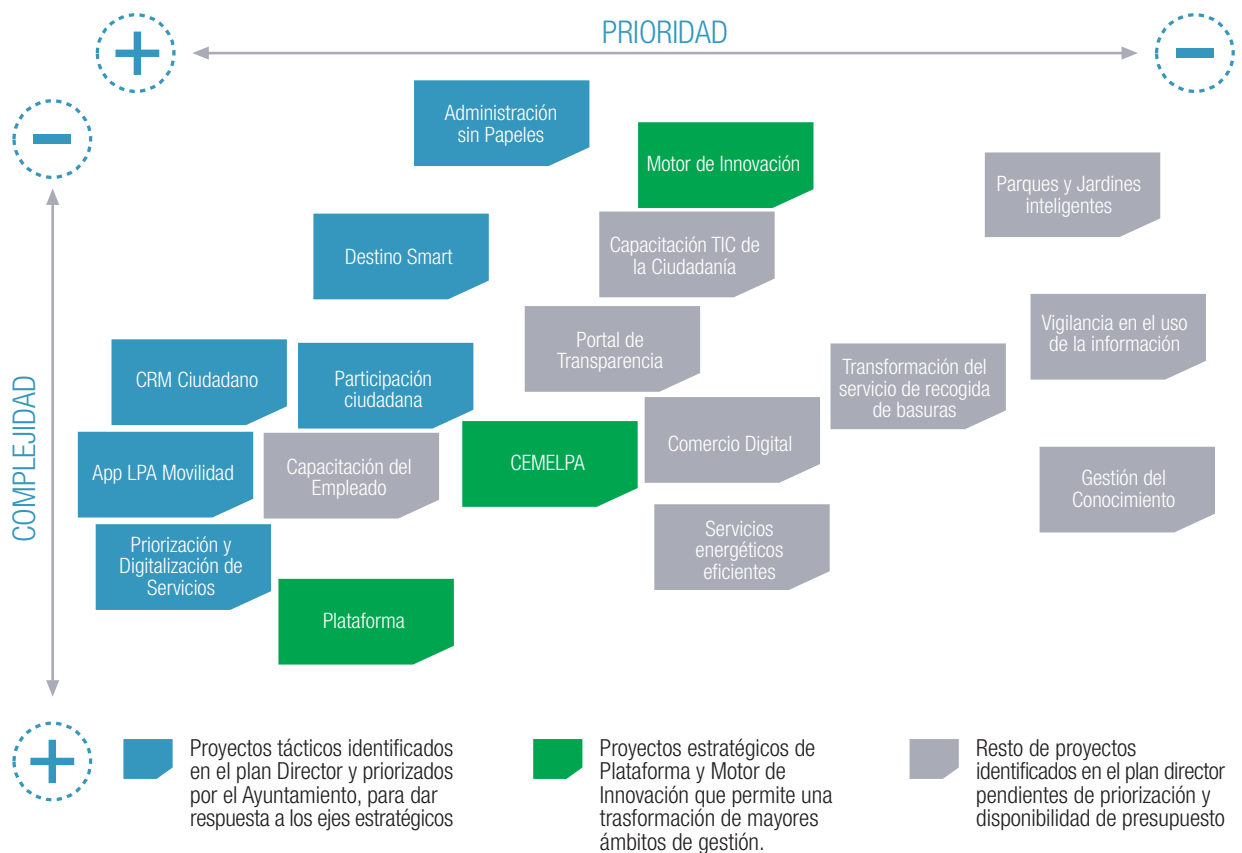 PRIORIDAD
COMPLEJIDAD
Administración
sin Papeles
Motor de Innovación
Parques y Jardines
inteligentes
Destino Smart
Capacitación TIC de
la Ciudadanía
Portal de
Transparencia
Vigilancia en el uso
de la información
CRM Ciudadano
Participación
ciudadana
Transformación del
servicio de recogida
de basuras
App LPA Movilidad
Capacitación del
Empleado
CEMELPA
Comercio Digital
Gestión del
Conocimiento
Priorización y
Digitalización de
Servicios
Servicios
energéticos
eficientes
Plataforma
Proyectos tácticos identificados
en el plan Director y priorizados
por el Ayuntamiento, para dar
respuesta a los ejes estratégicos
Proyectos estratégicos de
Plataforma y Motor de
Innovación que permite una
trasformación de mayores
ámbitos de gestión.
Resto de proyectos
identificados en el plan director
pendientes de priorización y
disponibilidad de presupuesto